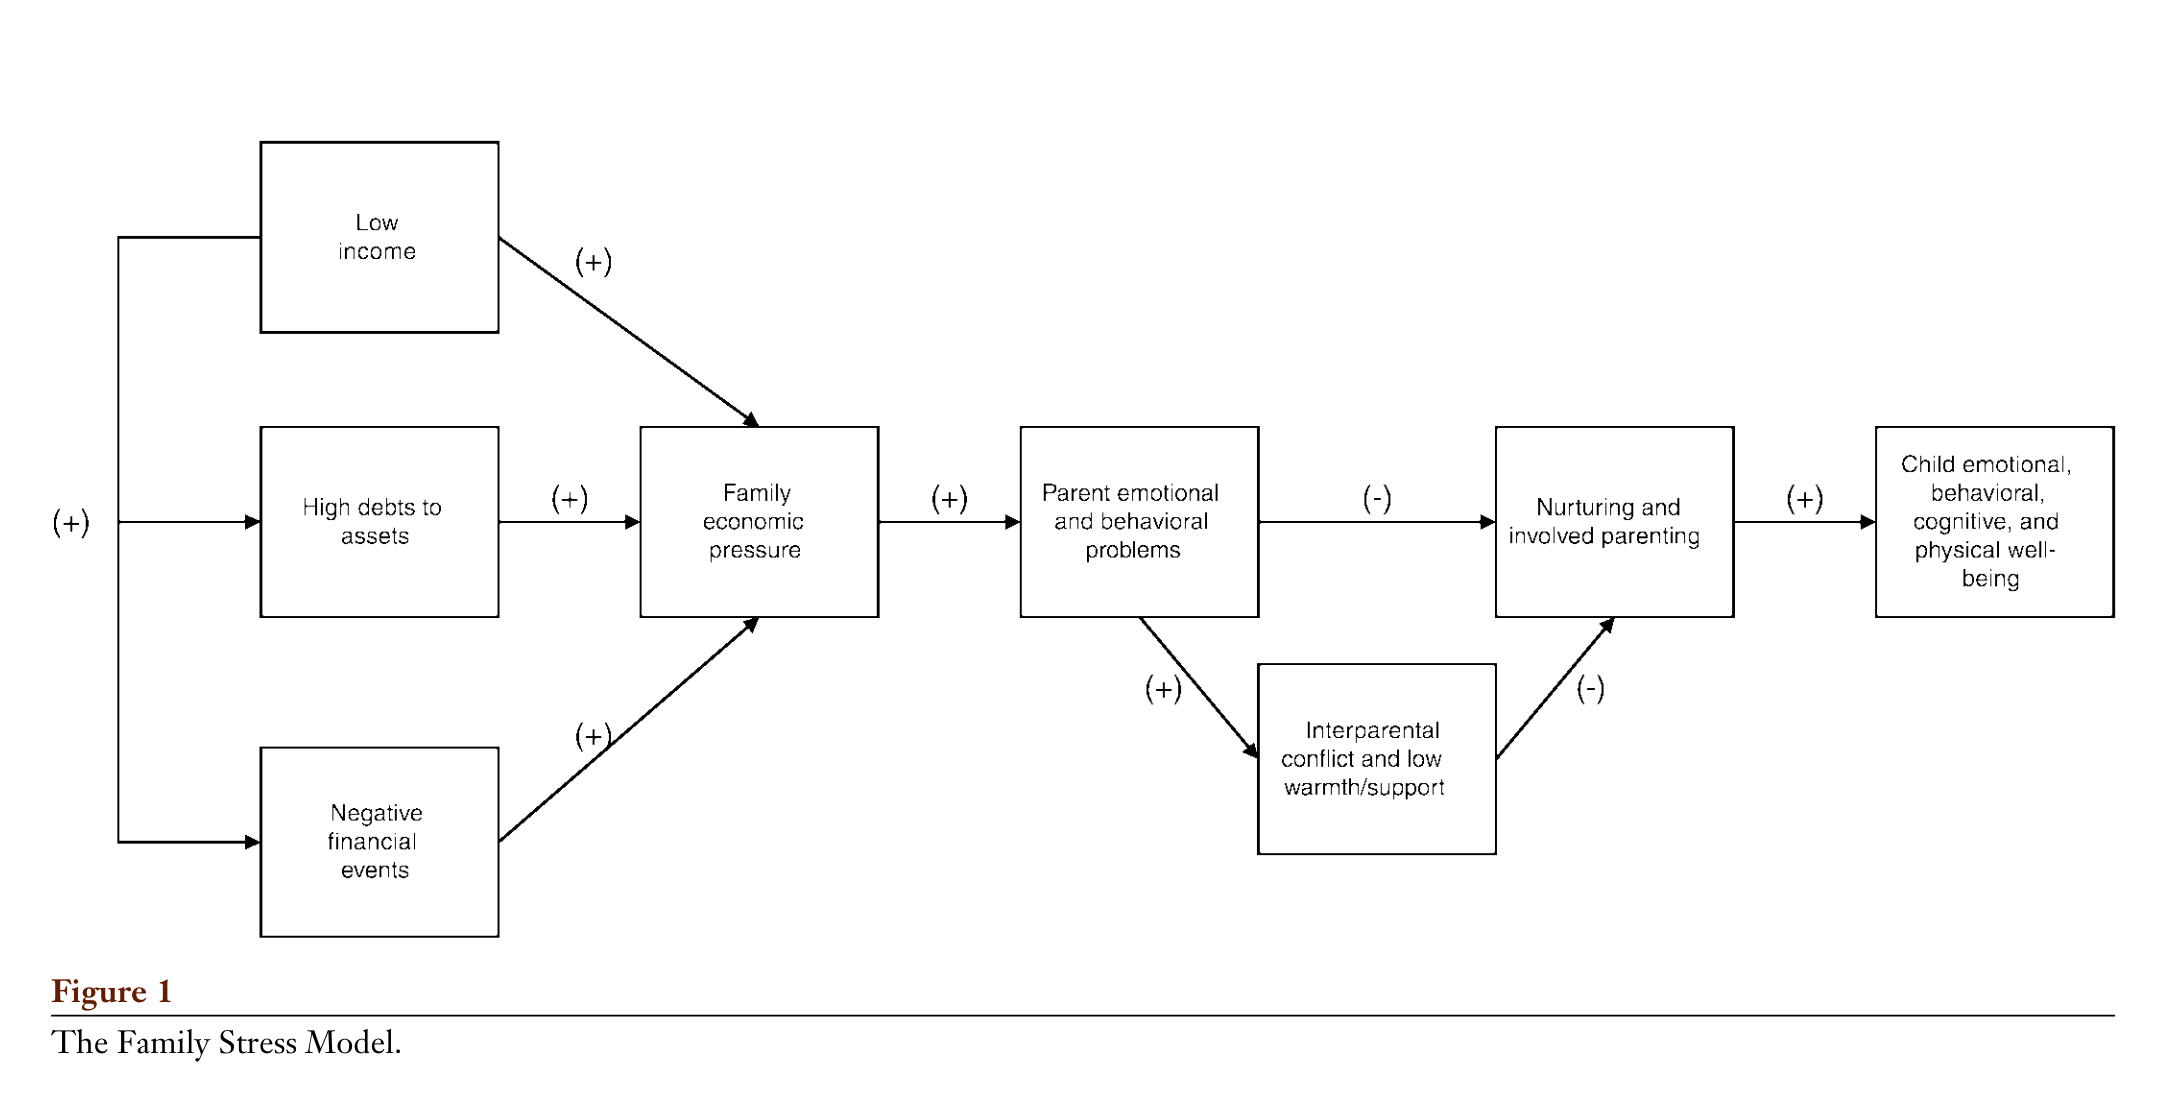 Low
income
(+)
(+)
High debts to
assets
(+)
Family
economic
pressure
(+)
Parent emotional
and behavioral
problems
(-)
Nurturing and
involved parenting
(+)
Child emotional,
behavioral,
cognitive, and
physical well-
being
(+)
Interparental
conflict and low
warmth/support
(-)
(+)
Negative
financial
events
Figure 1
The Family Stress Model.